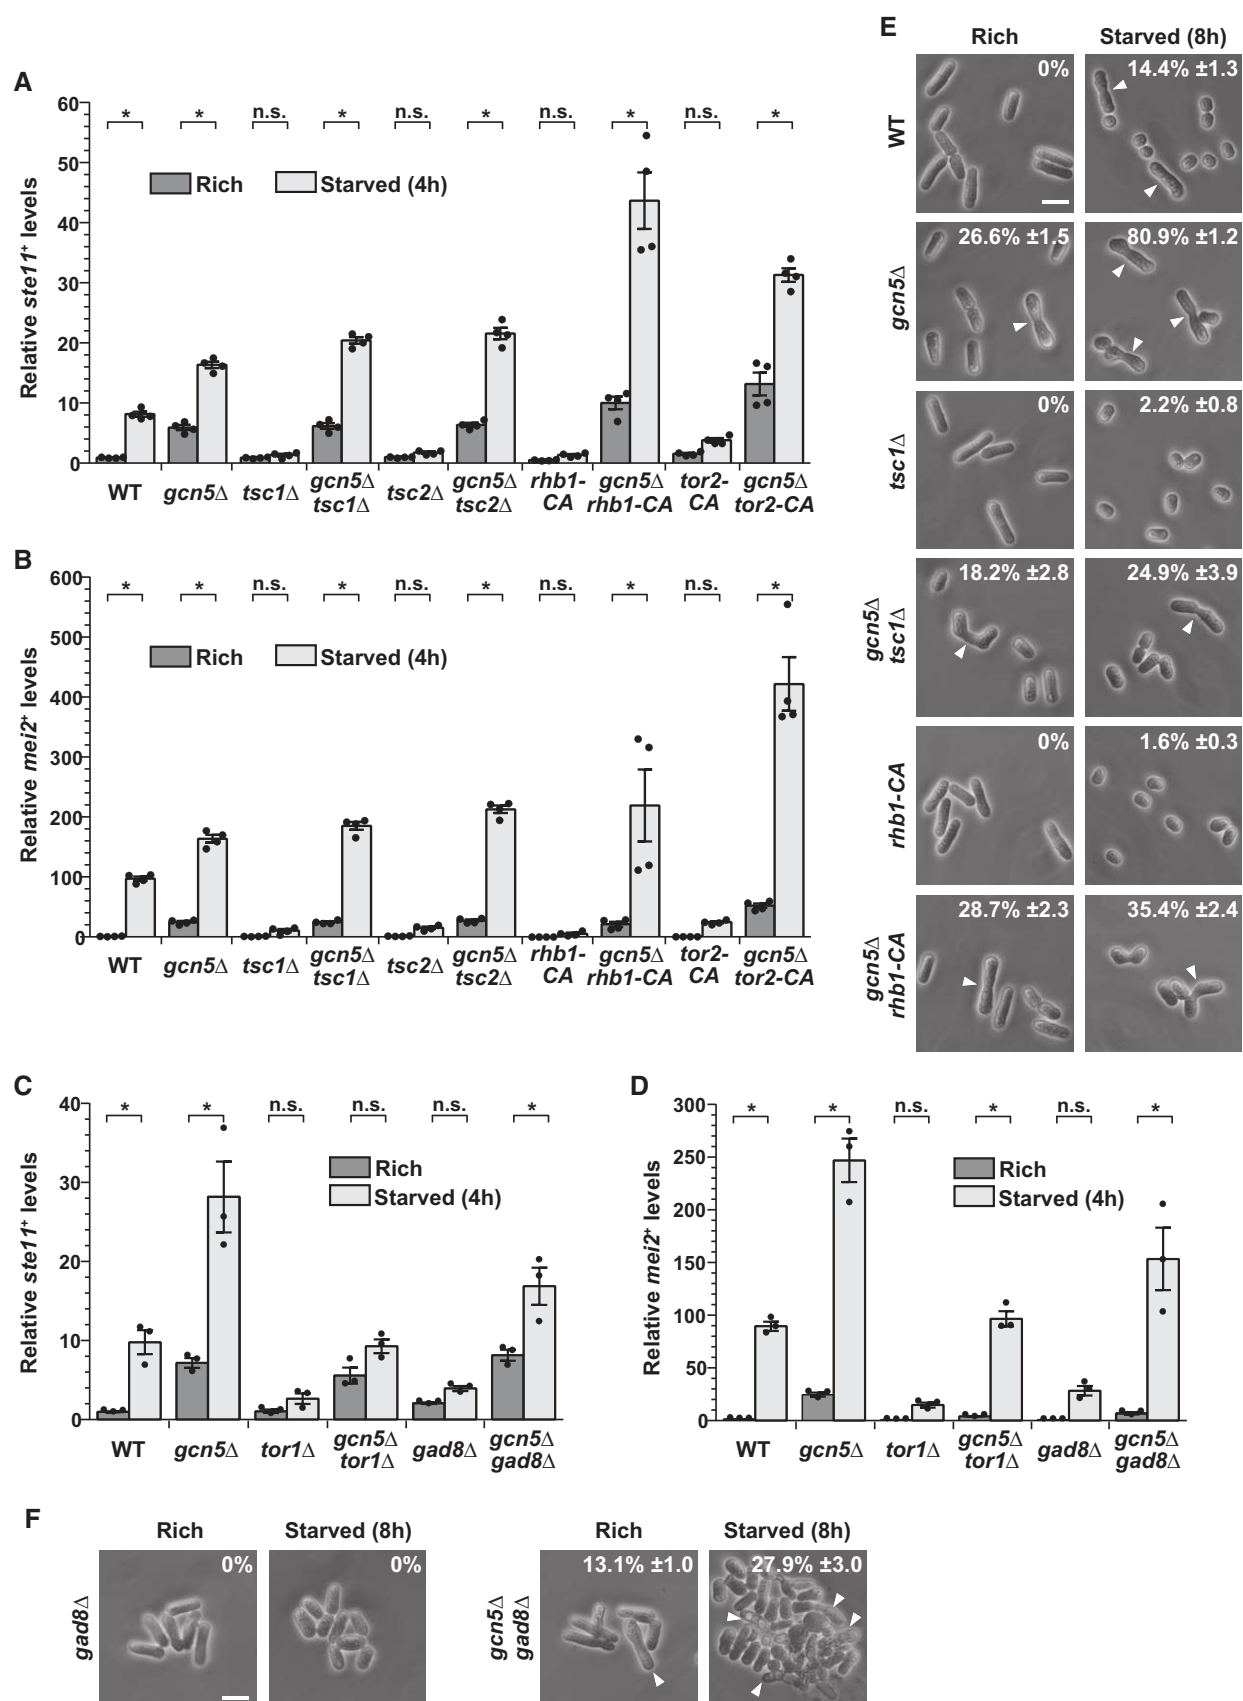 A
Relative ste11⁺ levels
60
50
40
30
20
10
0
* * n.s. * n.s. * n.s. * n.s. *
Rich Starved (4h)
WT gcn5Δ tsc1Δ gcn5Δ tsc2Δ gcn5Δ rhb1- gcn5Δ tor2- gcn5Δ
tsc1Δ tsc2Δ CA rhb1-CA CA tor2-CA
B
Relative mei2⁺ levels
600
500
400
300
200
100
0
* * n.s. * n.s. * n.s. * n.s. *
Rich Starved (4h)
WT gcn5Δ tsc1Δ gcn5Δ tsc2Δ gcn5Δ rhb1- gcn5Δ tor2- gcn5Δ
tsc1Δ tsc2Δ CA rhb1-CA CA tor2-CA
E
Rich Starved (8h)
WT
0% 14.4% ±1.3
gcn5Δ
26.6% ±1.5 80.9% ±1.2
tsc1Δ
0% 2.2% ±0.8
gcn5Δ
tsc1Δ
18.2% ±2.8 24.9% ±3.9
rhb1-CA
0% 1.6% ±0.3
gcn5Δ
rhb1-CA
28.7% ±2.3 35.4% ±2.4
C
Relative ste11⁺ levels
40
30
20
10
0
* * n.s. n.s. n.s. *
Rich
Starved (4h)
WT gcn5Δ tor1Δ gcn5Δ gad8Δ gcn5Δ
tor1Δ gad8Δ
D
Relative mei2⁺ levels
300
250
200
150
100
50
0
* * n.s. * n.s. *
Rich
Starved (4h)
WT gcn5Δ tor1Δ gcn5Δ gad8Δ gcn5Δ
tor1Δ gad8Δ
F
Rich Starved (8h) Rich Starved (8h)
gad8Δ
0% 0%
gcn5Δ
gad8Δ
13.1% ±1.0 27.9% ±3.0